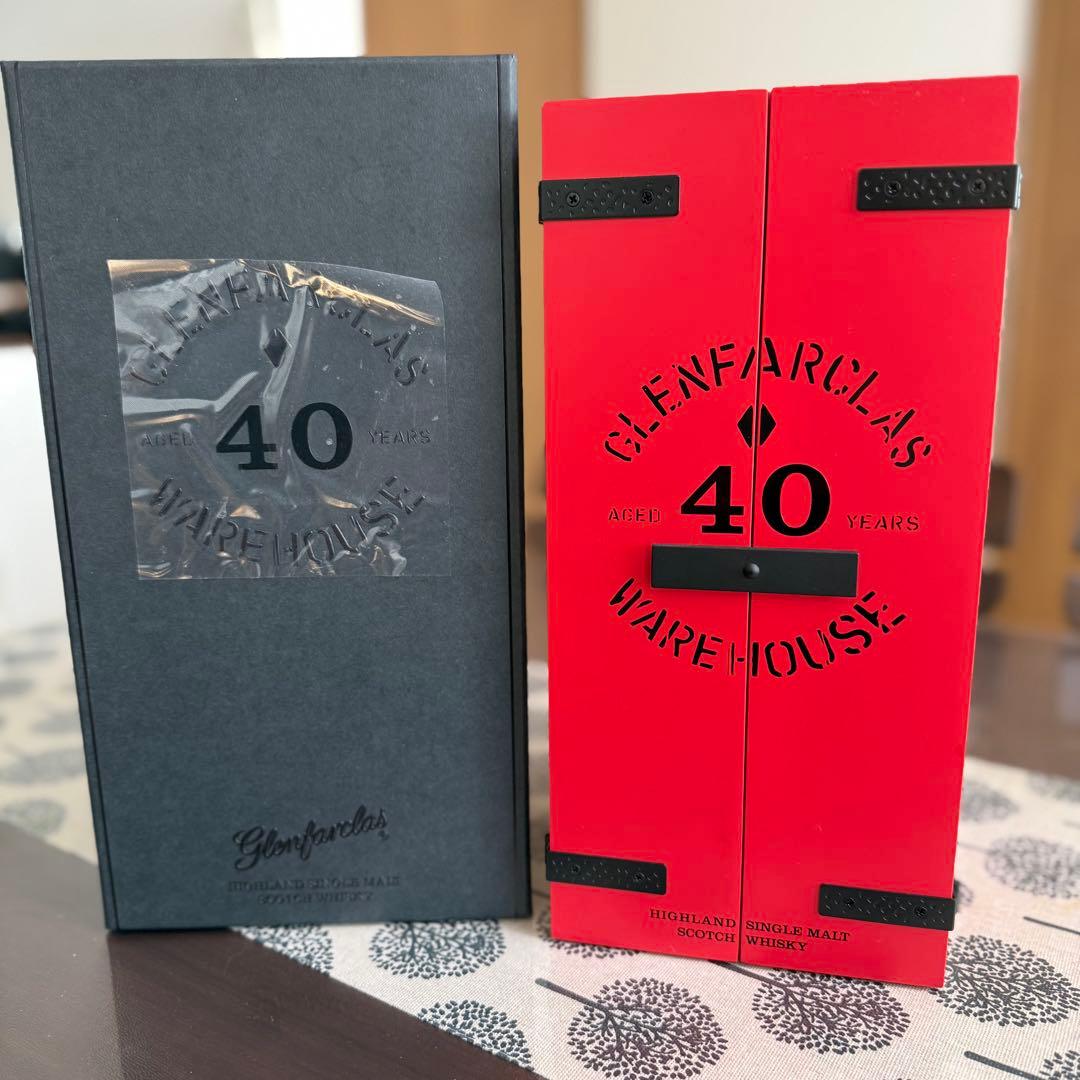 GLENFARCLAS
AGED 40 YEARS
WAREHOUSE
Glenfarclas
HIGHLAND SINGLE MALT
SCOTCH WHISKY
GLENFARCLAS
AGED 40 YEARS
WAREHOUSE
HIGHLAND SINGLE MALT
SCOTCH WHISKY